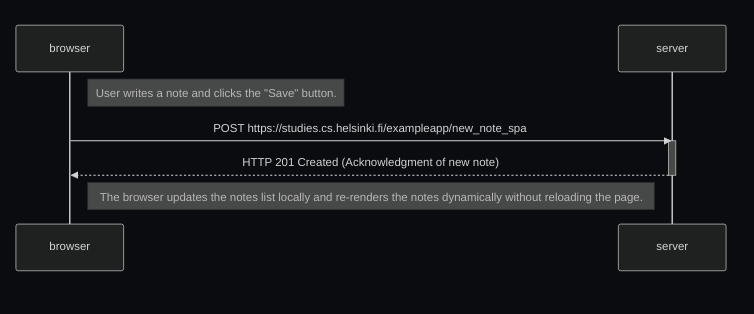 browser
server
User writes a note and clicks the "Save" button.
POST https://studies.cs.helsinki.fi/exampleapp/new_note_spa
HTTP 201 Created (Acknowledgment of new note)
The browser updates the notes list locally and re-renders the notes dynamically without reloading the page.
browser
server